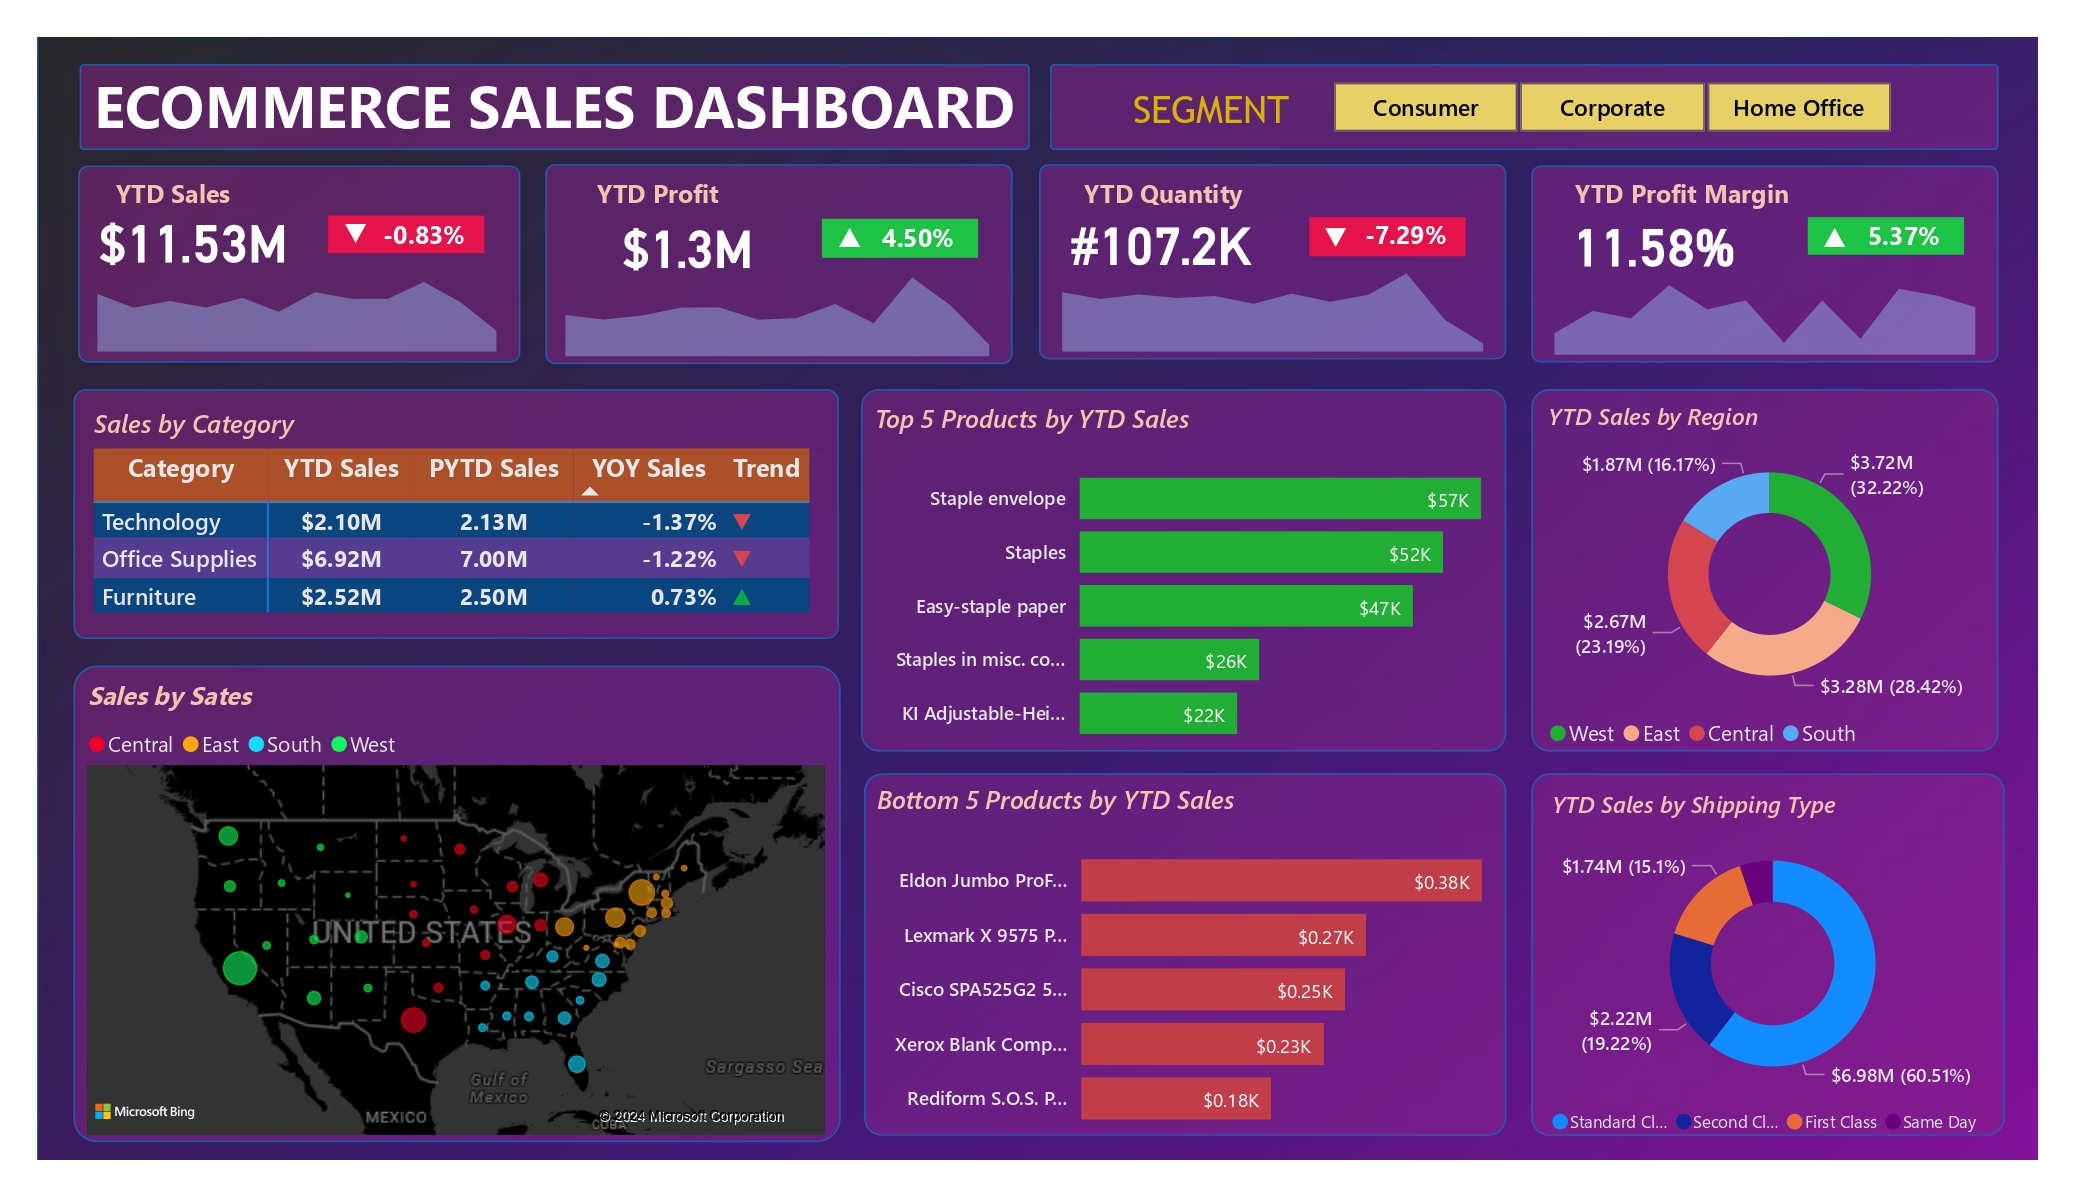 ECOMMERCE SALES DASHBOARD
SEGMENT
Consumer
Corporate
Home Office
YTD Sales
$11.53M
-0.83%
YTD Profit
$1.3M
4.50%
YTD Quantity
#107.2K
-7.29%
YTD Profit Margin
11.58%
5.37%
Sales by Category
Category YTD Sales PYTD Sales YOY Sales Trend
Technology $2.10M 2.13M -1.37%
Office Supplies $6.92M 7.00M -1.22%
Furniture $2.52M 2.50M 0.73%
Sales by Sates
Central East South West
UNITED STATES
Sargasso Sea
Gulf of
Mexico
MEXICO
CUBA
Microsoft Bing
© 2024 Microsoft Corporation
Top 5 Products by YTD Sales
Staple envelope $57K
Staples $52K
Easy-staple paper $47K
Staples in misc. co... $26K
KI Adjustable-Hei... $22K
Bottom 5 Products by YTD Sales
Eldon Jumbo ProF... $0.38K
Lexmark X 9575 P... $0.27K
Cisco SPA525G2 5... $0.25K
Xerox Blank Comp... $0.23K
Rediform S.O.S. P... $0.18K
YTD Sales by Region
$1.87M (16.17%)
$3.72M
(32.22%)
$2.67M
(23.19%)
$3.28M (28.42%)
West East Central South
YTD Sales by Shipping Type
$1.74M (15.1%)
$2.22M
(19.22%)
$6.98M (60.51%)
Standard Cl... Second Cl... First Class Same Day